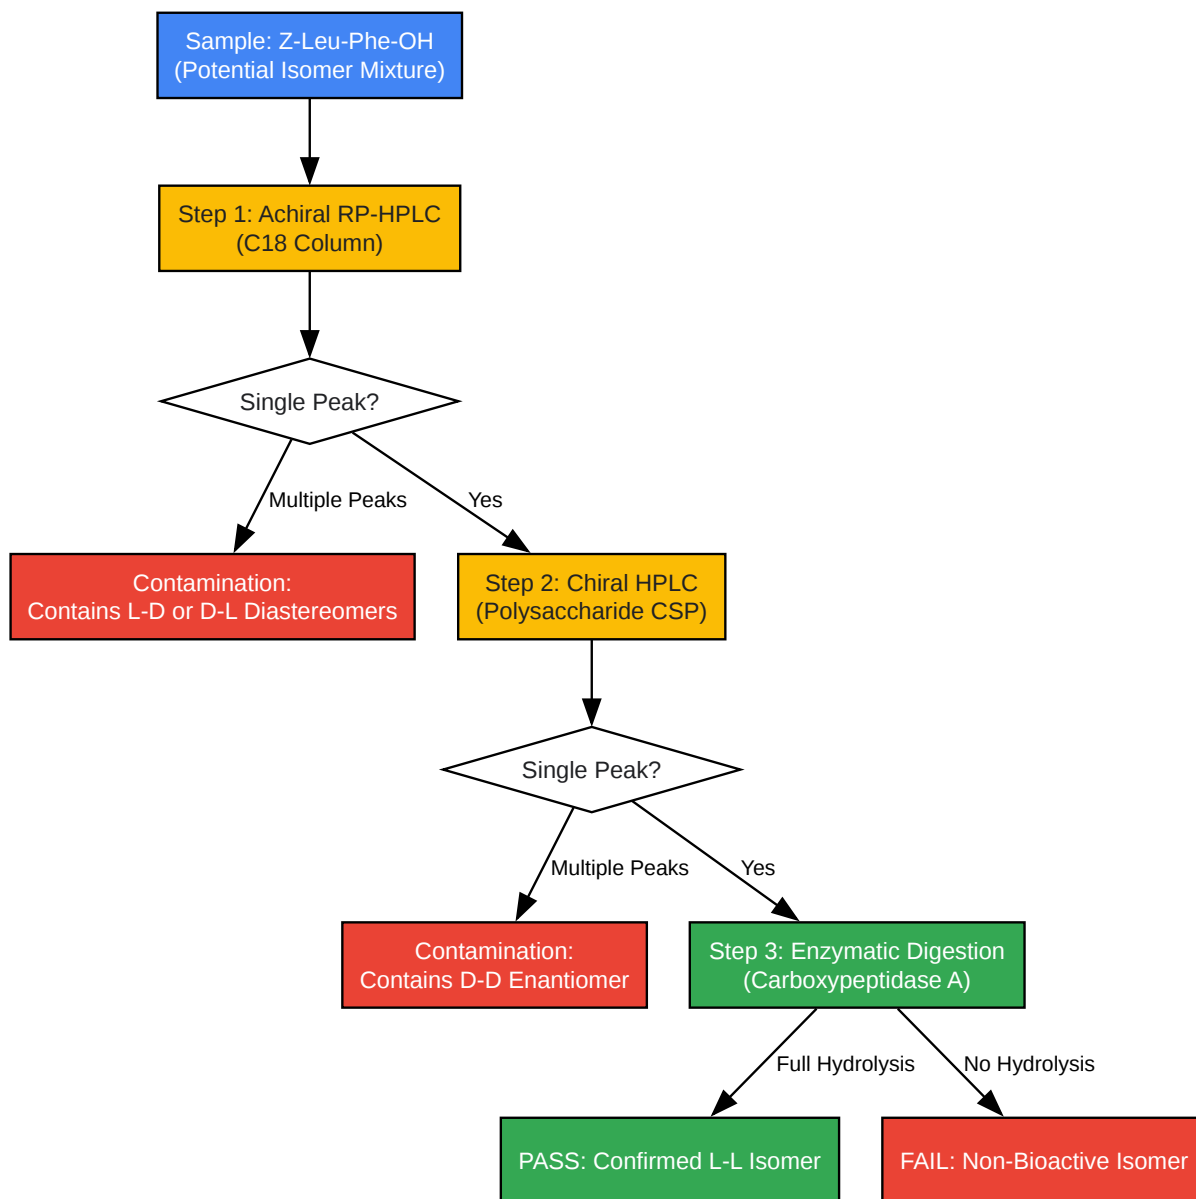 Sample: Z-Leu-Phe-OH
(Potential Isomer Mixture)
Step 1: Achiral RP-HPLC
(C18 Column)
Single Peak?
Multiple Peaks
Yes
Contamination:
Contains L-D or D-L Diastereomers
Step 2: Chiral HPLC
(Polysaccharide CSP)
Single Peak?
Multiple Peaks
Yes
Contamination:
Contains D-D Enantiomer
Step 3: Enzymatic Digestion
(Carboxypeptidase A)
Full Hydrolysis
No Hydrolysis
PASS: Confirmed L-L Isomer
FAIL: Non-Bioactive Isomer